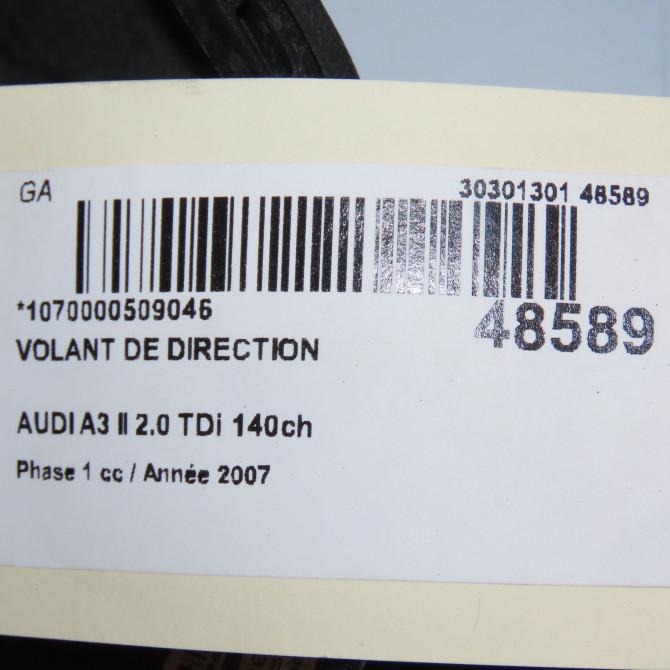 GA 30301301 48589
*1070000509046
48589
VOLANT DE DIRECTION
AUDI A3 II 2.0 TDi 140ch
Phase 1 cc / Année 2007